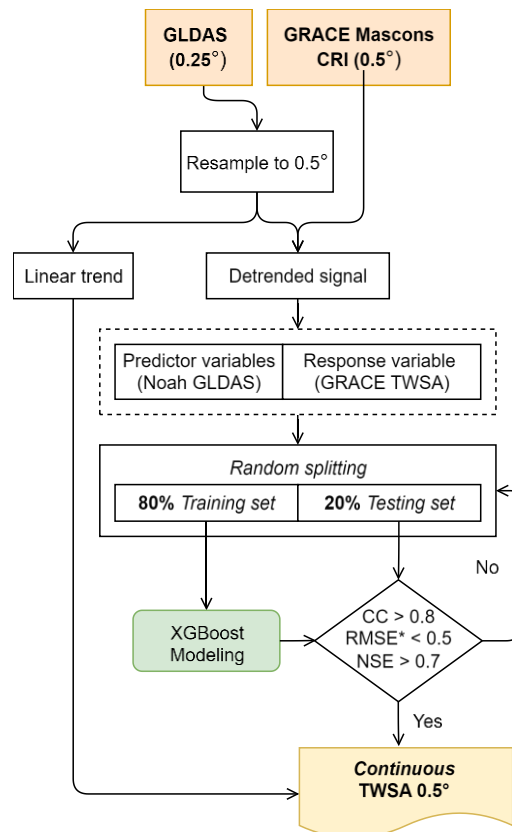 GLDAS
(0.25°)
GRACE Mascons
CRI (0.5°)
Resample to 0.5°
Linear trend
Detrended signal
Predictor variables
(Noah GLDAS)
Response variable
(GRACE TWSA)
Random splitting
80% Training set
20% Testing set
No
XGBoost
Modeling
CC > 0.8
RMSE* < 0.5
NSE > 0.7
Yes
Continuous
TWSA 0.5°